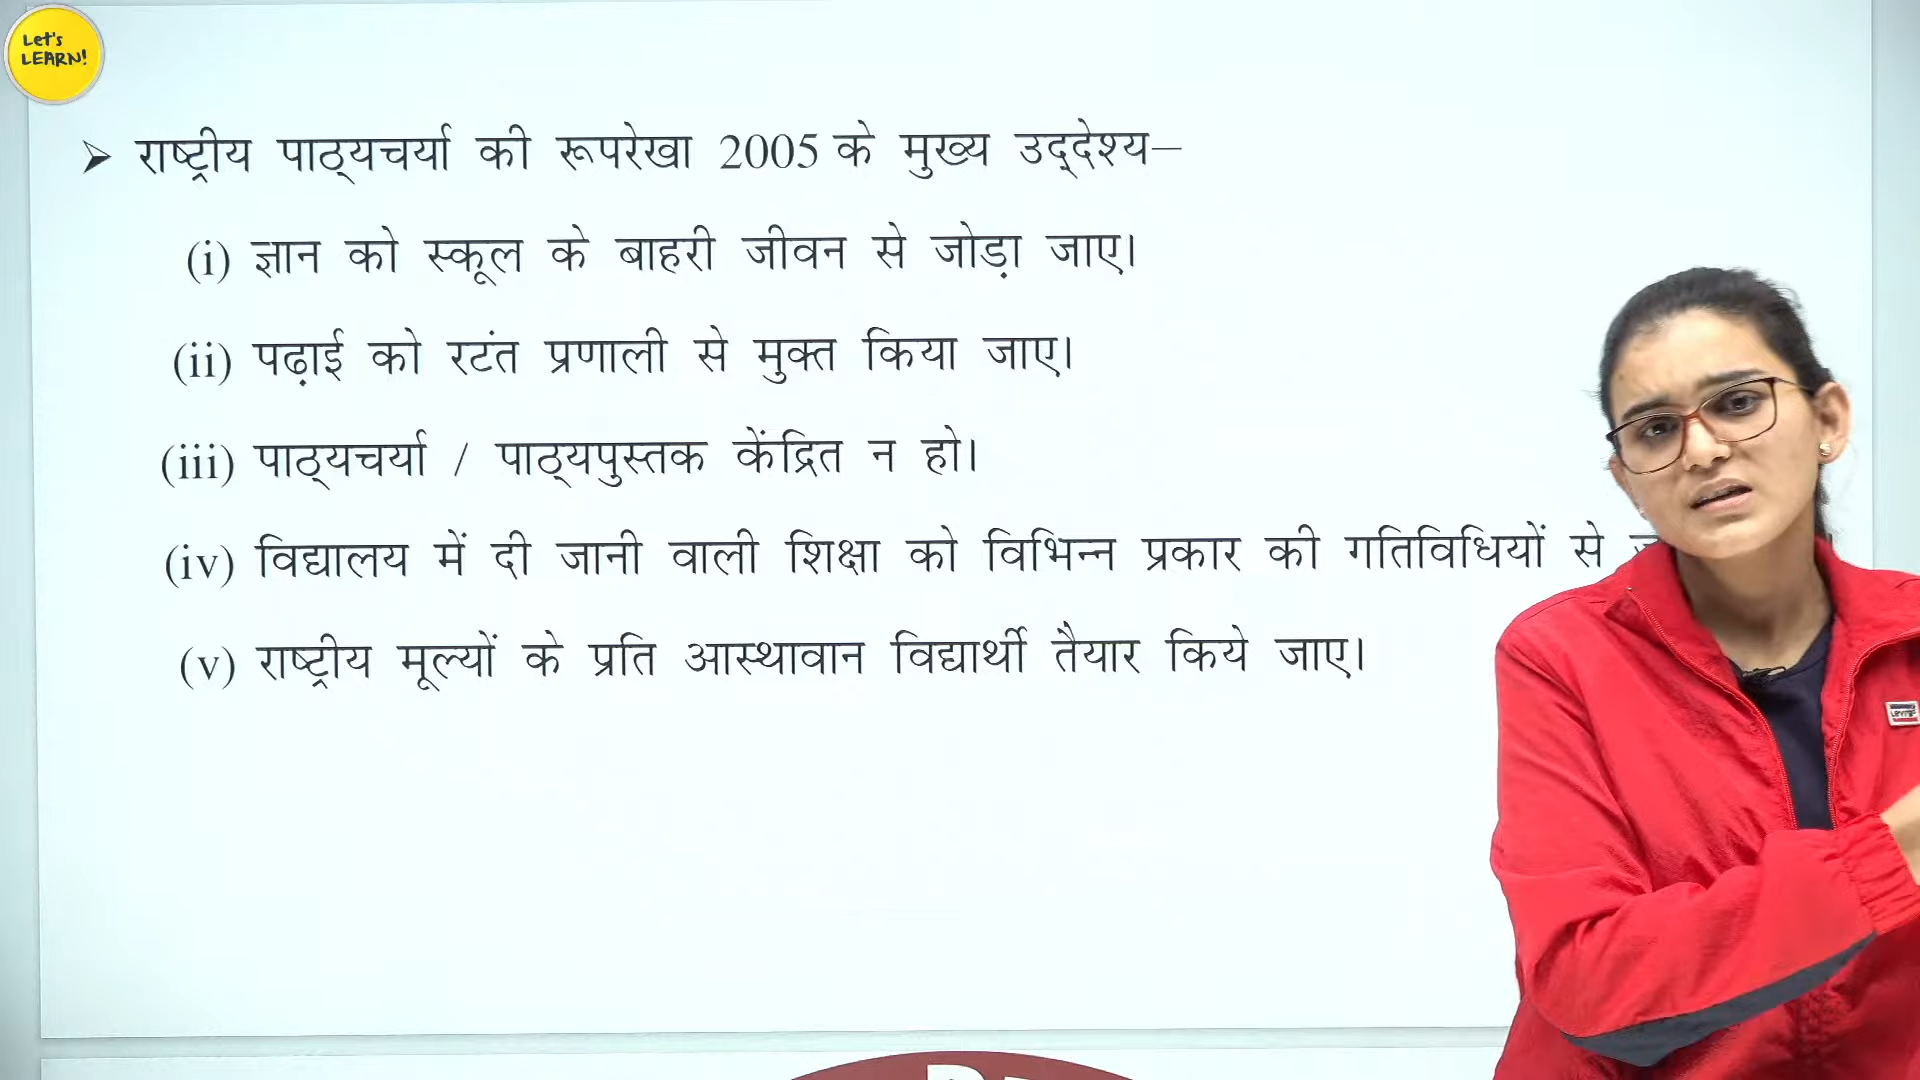 Let's
LEARN!
➤ राष्ट्रीय पाठ्यचर्या की रूपरेखा 2005 के मुख्य उद्देश्य–
(i) ज्ञान को स्कूल के बाहरी जीवन से जोड़ा जाए।
(ii) पढ़ाई को रटंत प्रणाली से मुक्त किया जाए।
(iii) पाठ्यचर्या / पाठ्यपुस्तक केंद्रित न हो।
(iv) विद्यालय में दी जानी वाली शिक्षा को विभिन्न प्रकार की गतिविधियों से
(v) राष्ट्रीय मूल्यों के प्रति आस्थावान विद्यार्थी तैयार किये जाए।